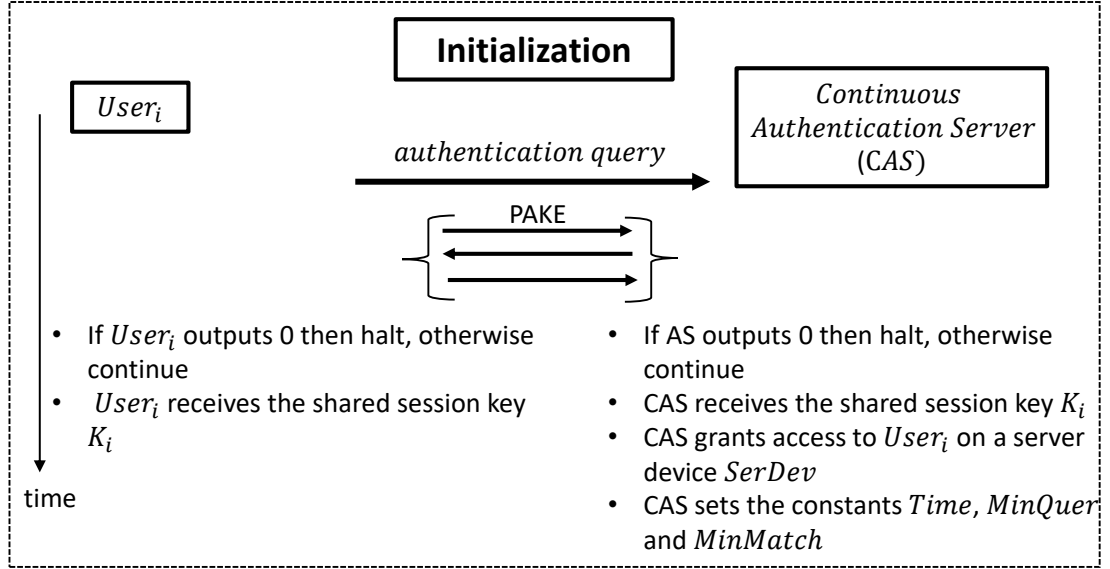 Initialization
User_i
Continuous
Authentication Server
(CAS)
authentication query
PAKE
• If User_i outputs 0 then halt, otherwise
continue
• User_i receives the shared session key
K_i
• If AS outputs 0 then halt, otherwise
continue
• CAS receives the shared session key K_i
• CAS grants access to User_i on a server
device SerDev
• CAS sets the constants Time, MinQuer
and MinMatch
time